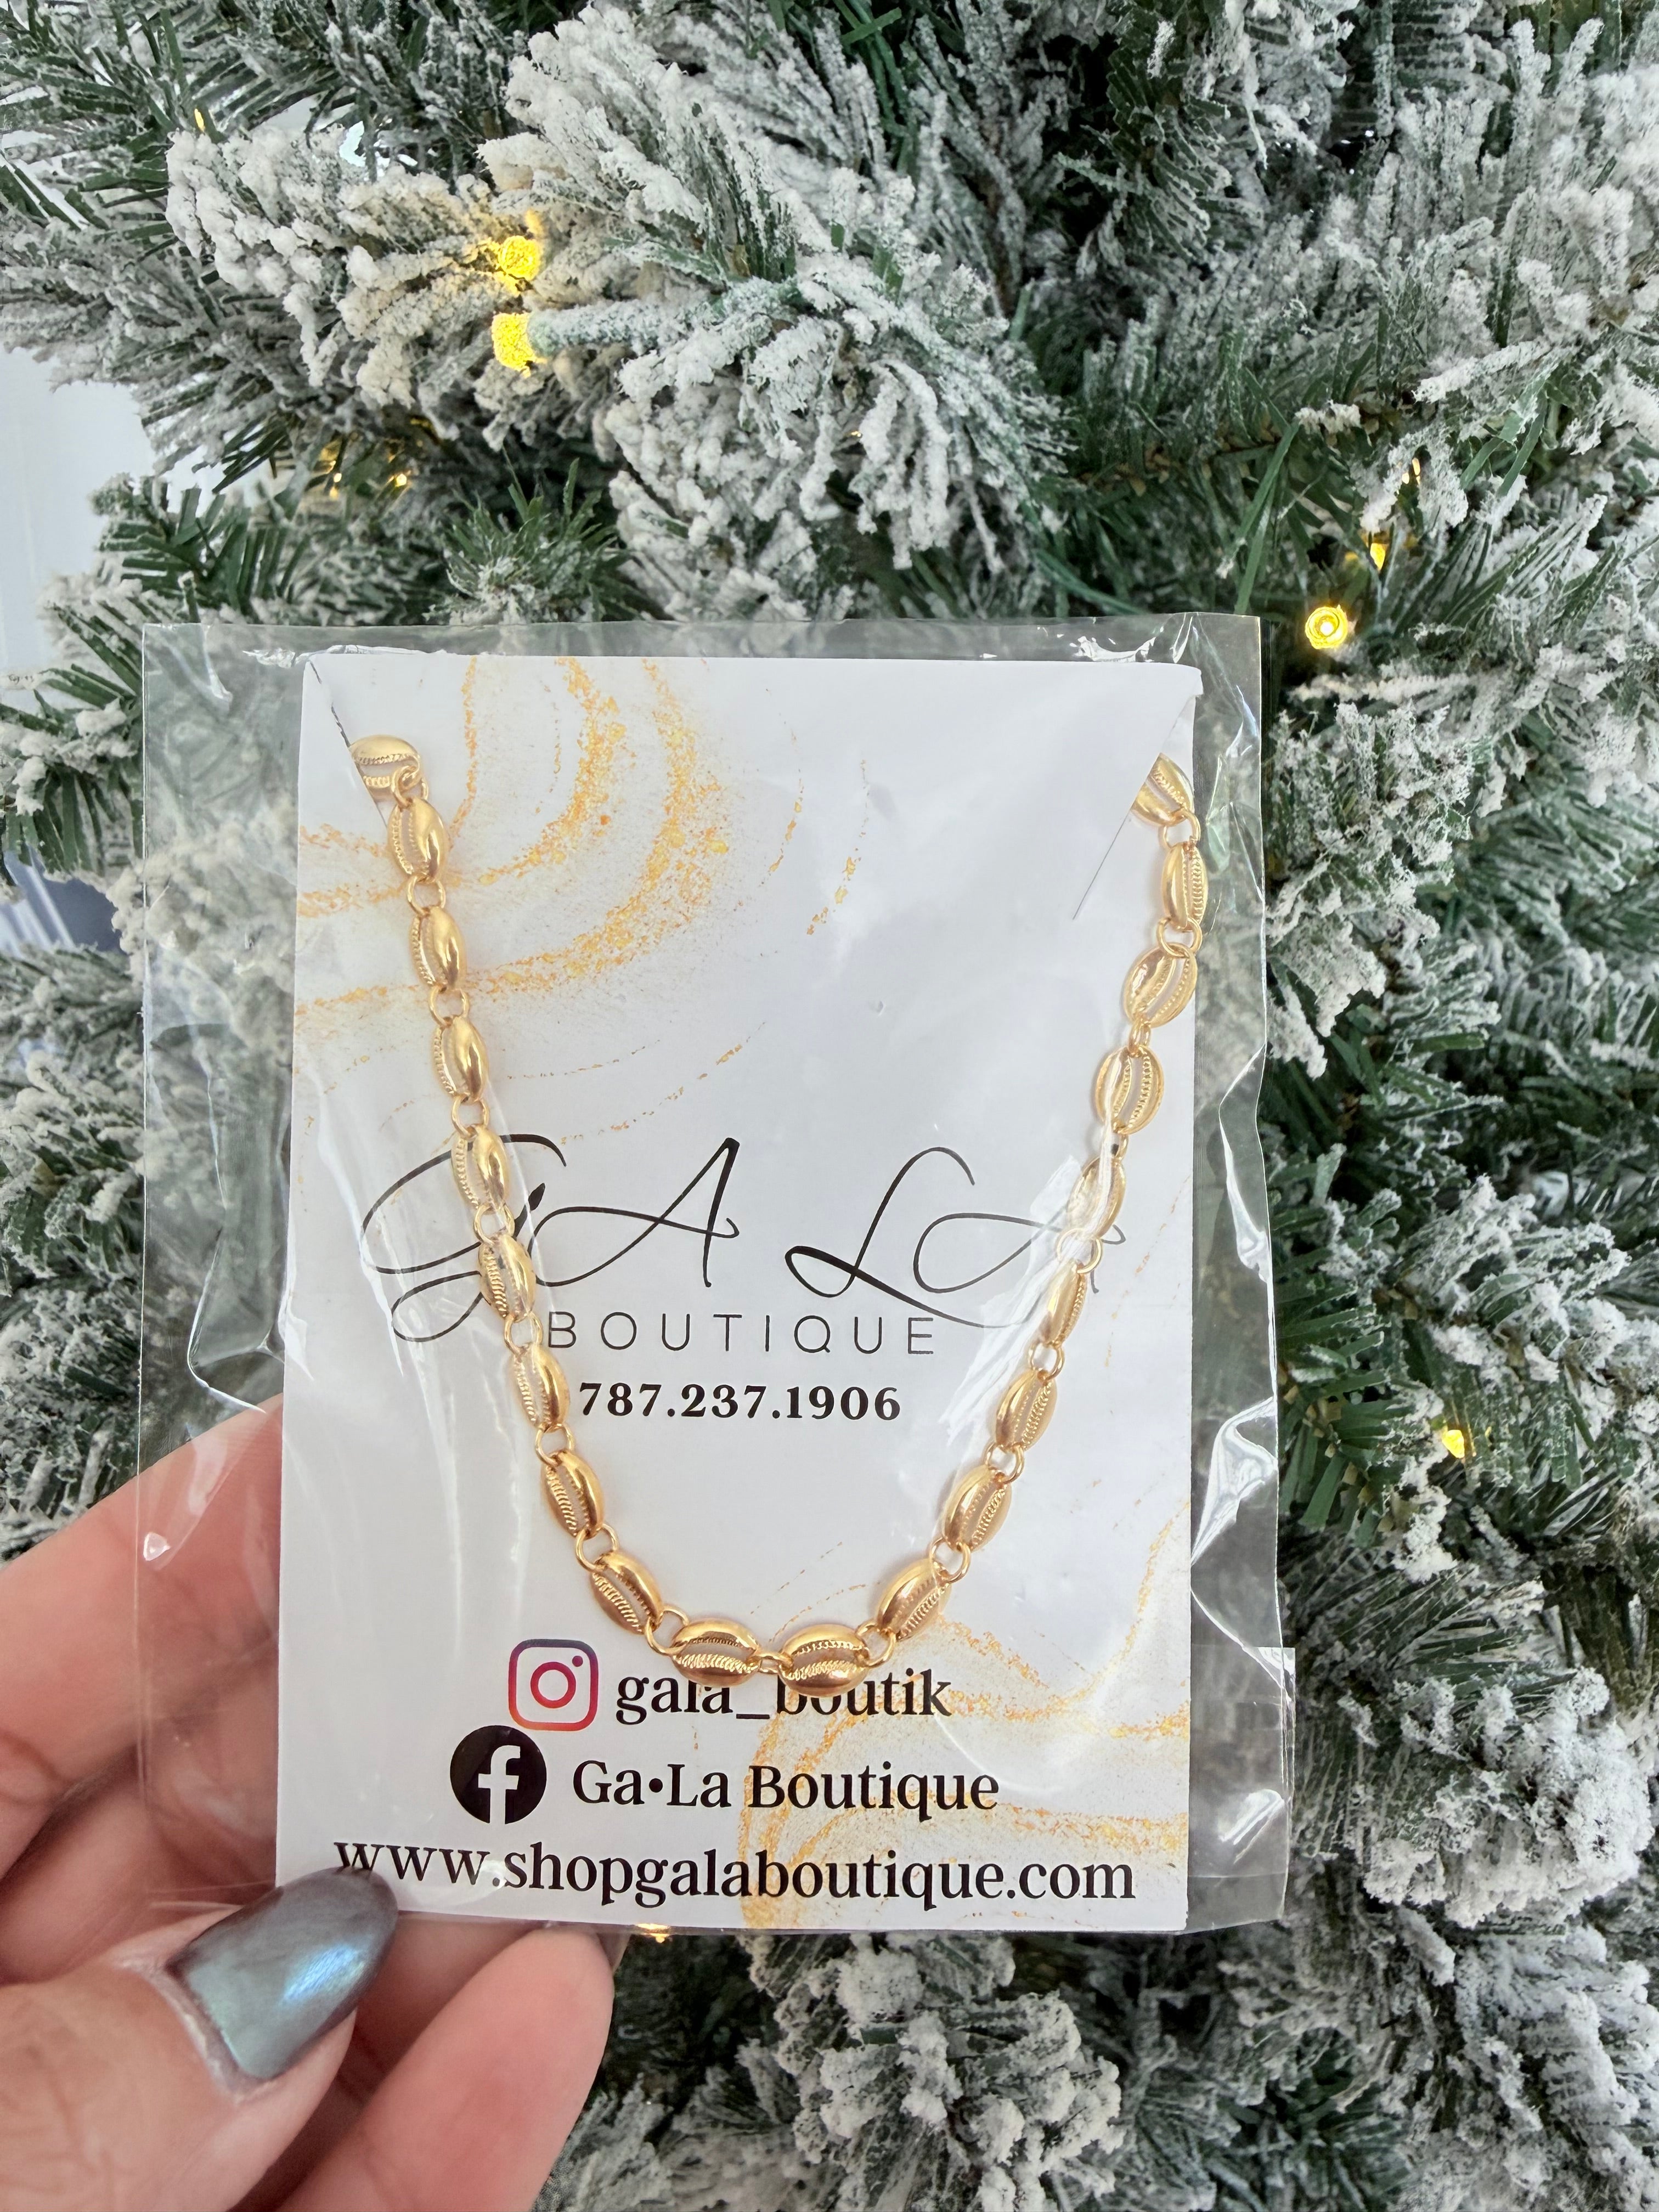 GA LA
BOUTIQUE
787.237.1906
gala_boutik
Ga•La Boutique
www.shopgalaboutique.com